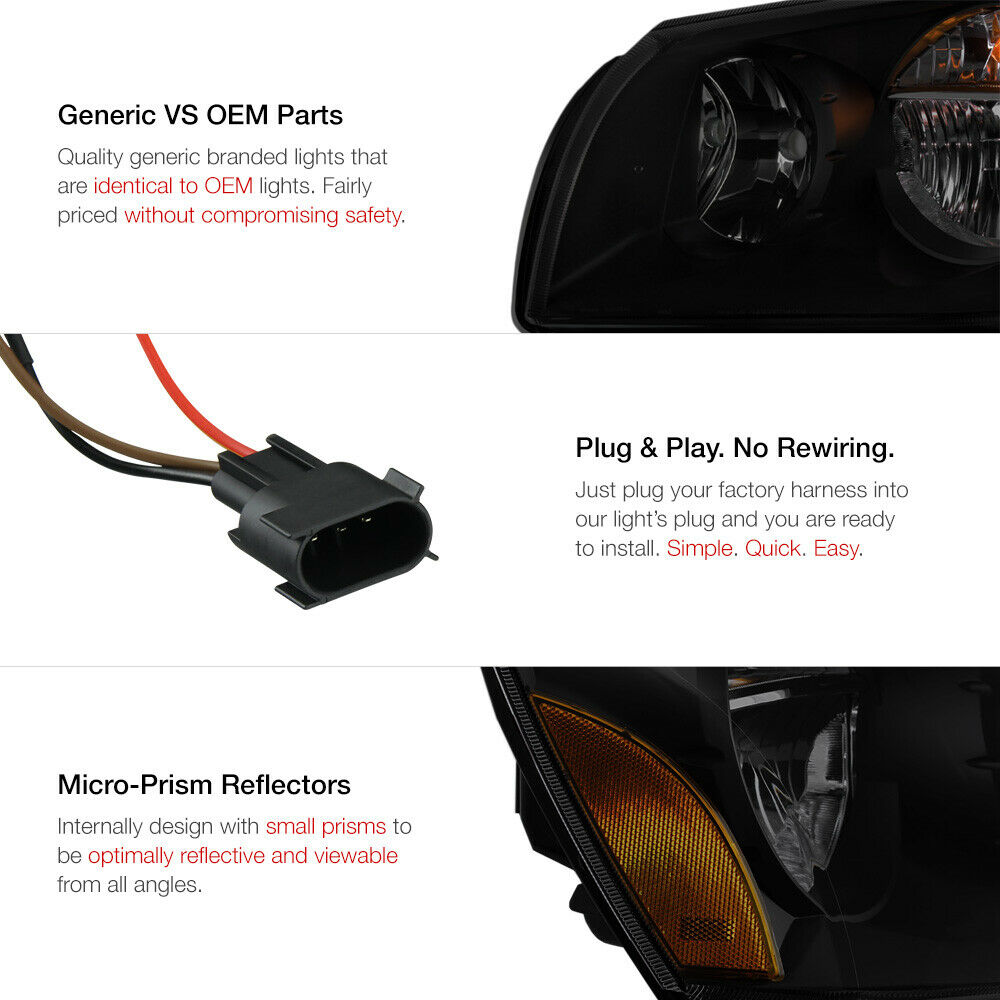 Generic VS OEM Parts
Quality generic branded lights that
are identical to OEM lights. Fairly
priced without compromising safety.
Plug & Play. No Rewiring.
Just plug your factory harness into
our light's plug and you are ready
to install. Simple. Quick. Easy.
Micro-Prism Reflectors
Internally design with small prisms to
be optimally reflective and viewable
from all angles.